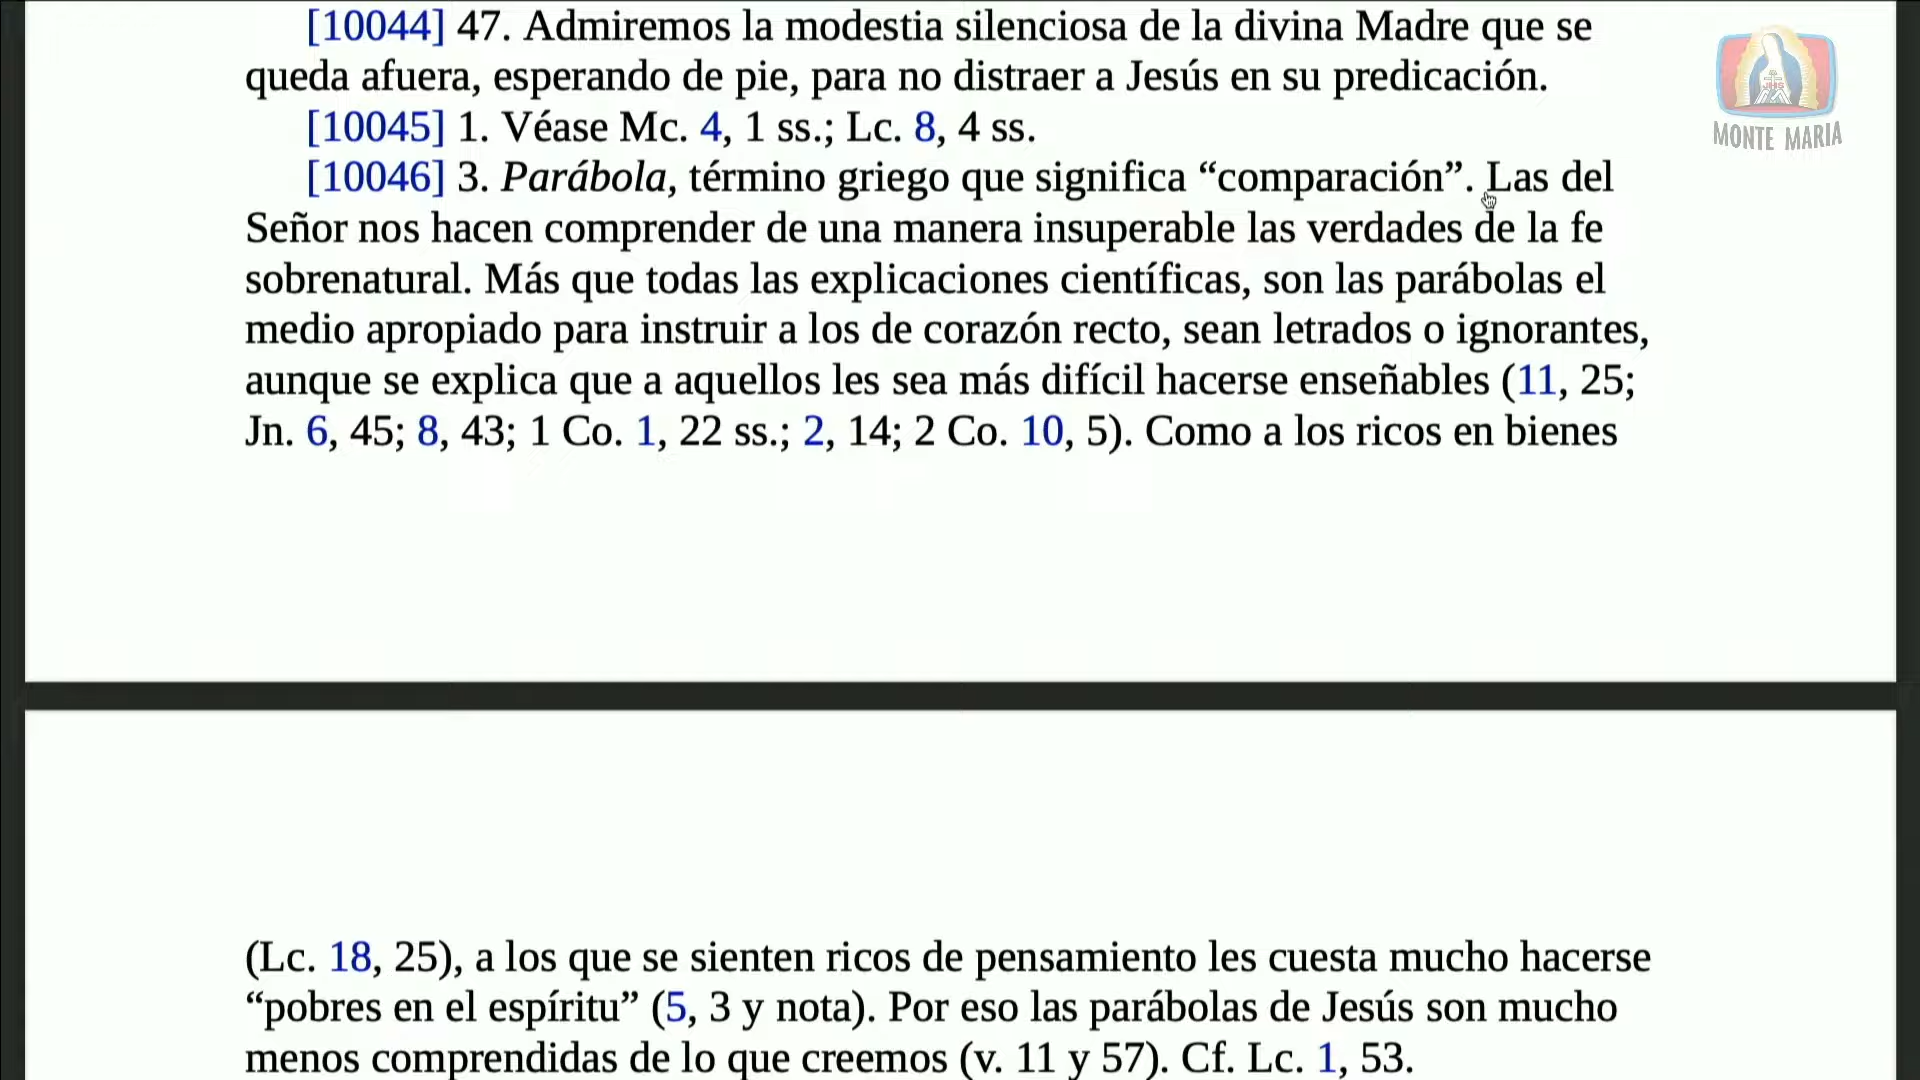 [10044] 47. Admiremos la modestia silenciosa de la divina Madre que se
queda afuera, esperando de pie, para no distraer a Jesús en su predicación.
[10045] 1. Véase Mc. 4, 1 ss.; Lc. 8, 4 ss.
[10046] 3. Parábola, término griego que significa “comparación”. Las del
Señor nos hacen comprender de una manera insuperable las verdades de la fe
sobrenatural. Más que todas las explicaciones científicas, son las parábolas el
medio apropiado para instruir a los de corazón recto, sean letrados o ignorantes,
aunque se explica que a aquellos les sea más difícil hacerse enseñables (11, 25;
Jn. 6, 45; 8, 43; 1 Co. 1, 22 ss.; 2, 14; 2 Co. 10, 5). Como a los ricos en bienes
(Lc. 18, 25), a los que se sienten ricos de pensamiento les cuesta mucho hacerse
“pobres en el espíritu” (5, 3 y nota). Por eso las parábolas de Jesús son mucho
menos comprendidas de lo que creemos (v. 11 y 57). Cf. Lc. 1, 53.
JHS
MONTE MARIA